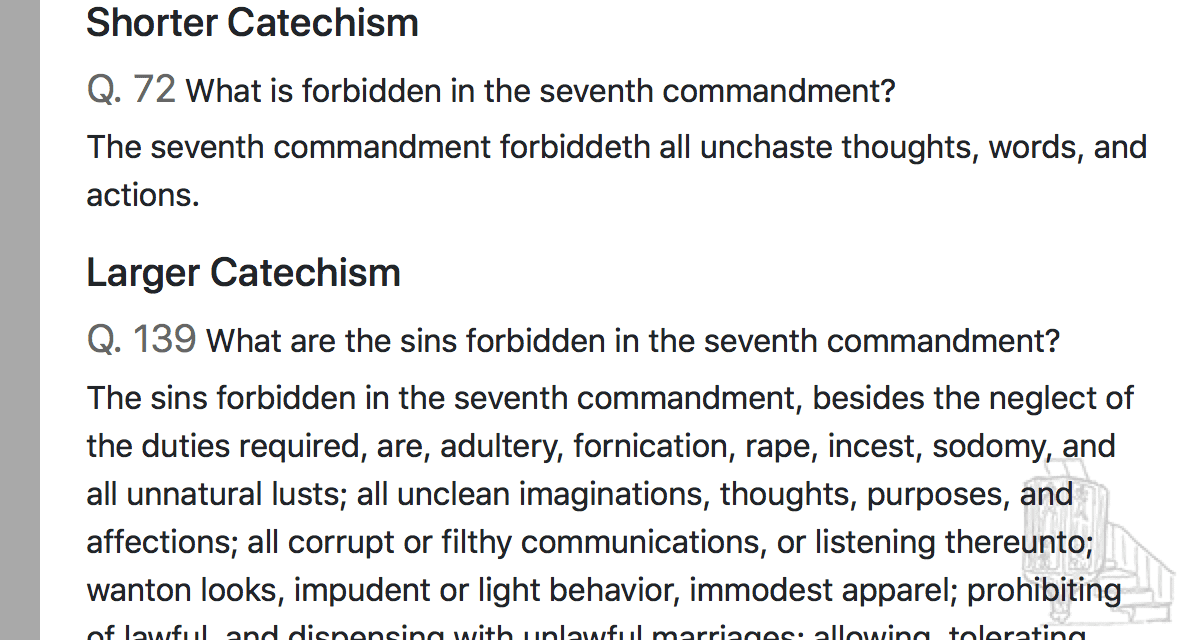 Shorter Catechism
Q. 72 What is forbidden in the seventh commandment?
The seventh commandment forbiddeth all unchaste thoughts, words, and
actions.
Larger Catechism
Q. 139 What are the sins forbidden in the seventh commandment?
The sins forbidden in the seventh commandment, besides the neglect of
the duties required, are, adultery, fornication, rape, incest, sodomy, and
all unnatural lusts; all unclean imaginations, thoughts, purposes, and
affections; all corrupt or filthy communications, or listening thereunto;
wanton looks, impudent or light behavior, immodest apparel; prohibiting
of lawful, and dispensing with unlawful marriages; allowing, tolerating